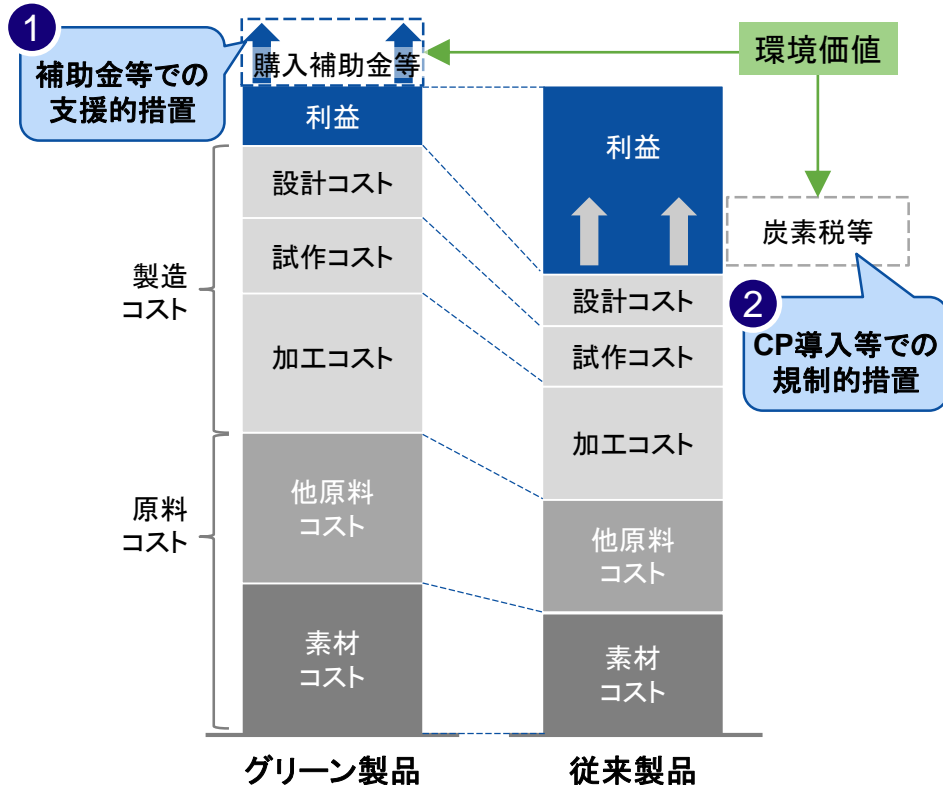 1
補助金等での
支援的措置
購入補助金等
環境価値
利益
設計コスト
試作コスト
加工コスト
他原料
コスト
素材
コスト
製造
コスト
原料
コスト
利益
設計コスト
試作コスト
加工コスト
他原料
コスト
素材
コスト
炭素税等
2
CP導入等での
規制的措置
グリーン製品
従来製品